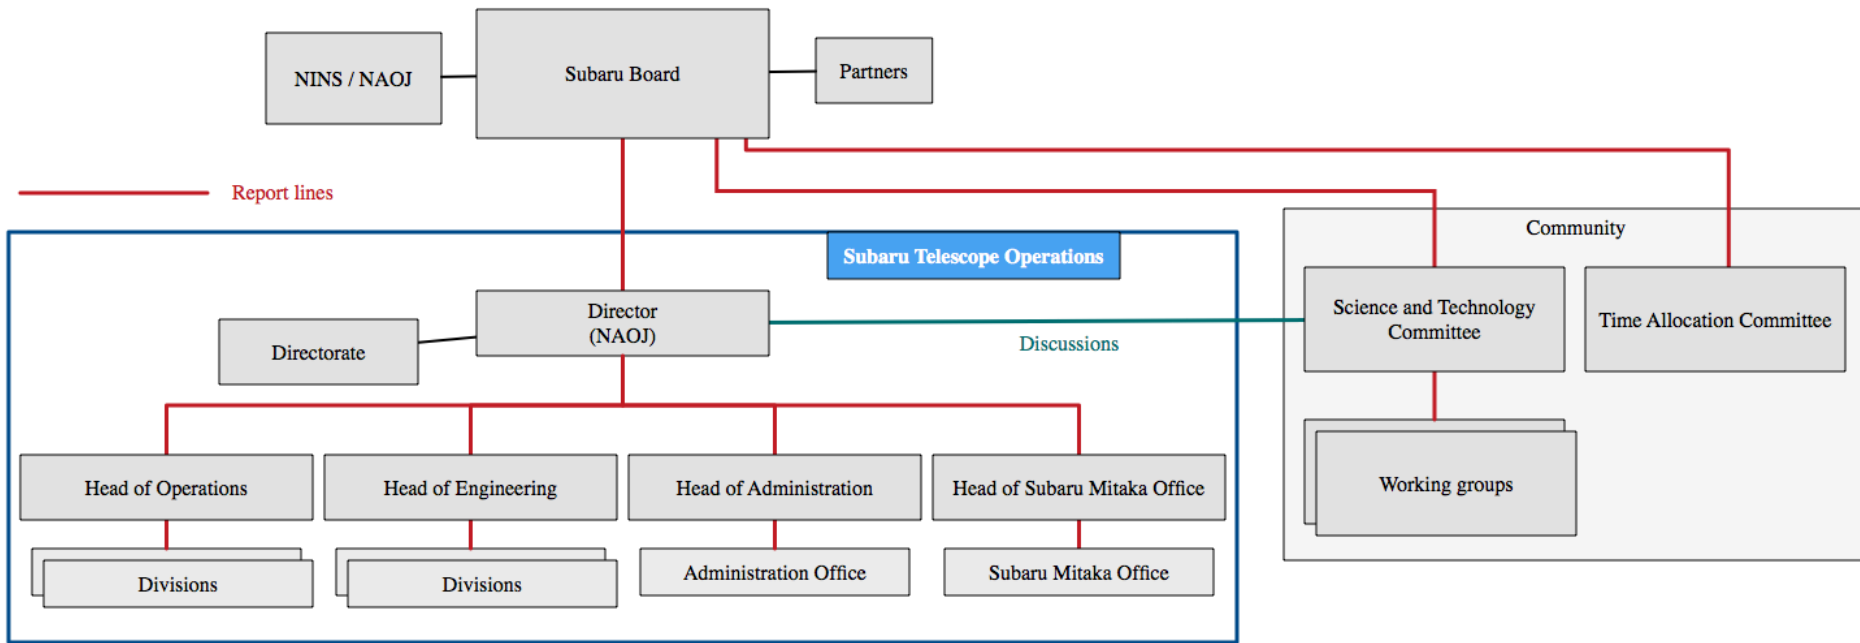 NINS / NAOJ
Subaru Board
Partners
Report lines
Subaru Telescope Operations
Community
Director
(NAOJ)
Directorate
Discussions
Science and Technology
Committee
Time Allocation Committee
Head of Operations
Head of Engineering
Head of Administration
Head of Subaru Mitaka Office
Working groups
Divisions
Divisions
Administration Office
Subaru Mitaka Office